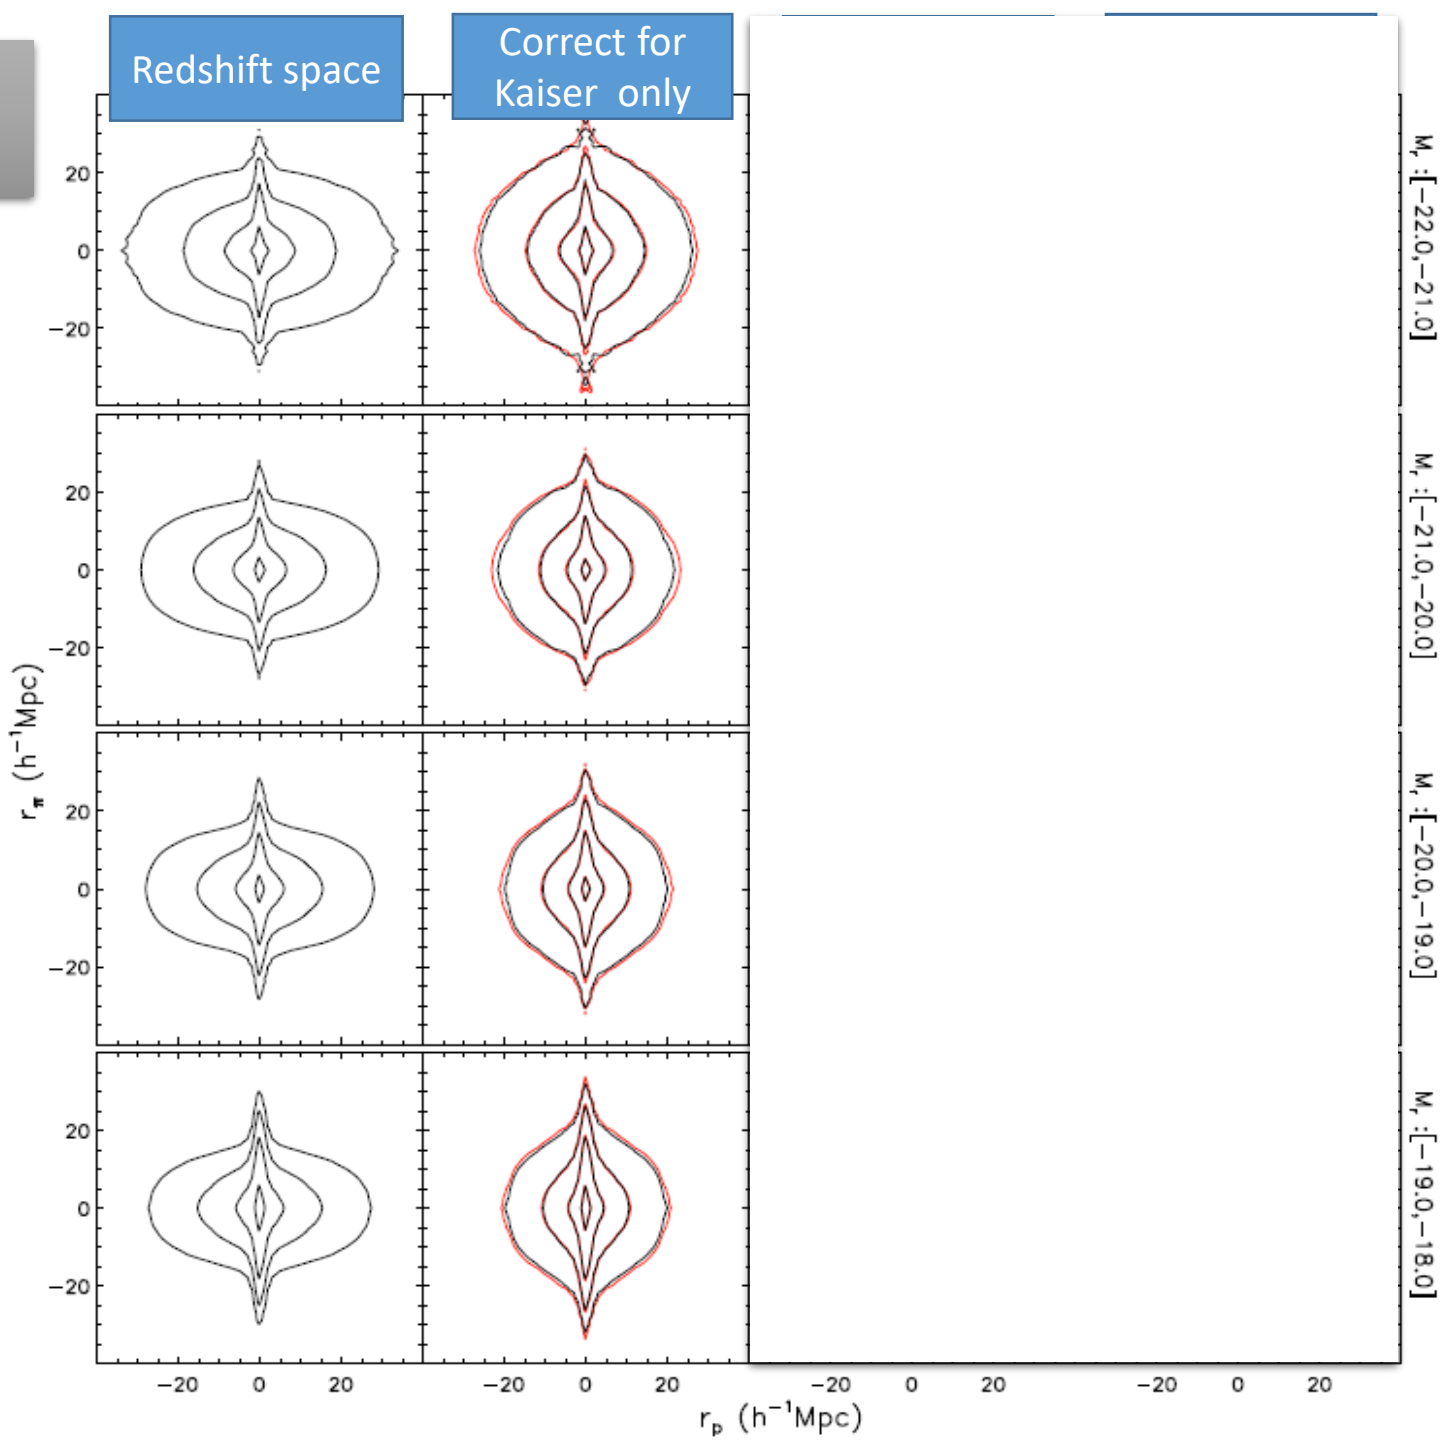 Redshift space
Correct for
Kaiser only
20
0
−20
20
0
−20
20
0
−20
20
0
−20
r_π (h⁻¹Mpc)
M_r :[−22.0,−21.0]
M_r :[−21.0,−20.0]
M_r :[−20.0,−19.0]
M_r :[−19.0,−18.0]
−20 0 20 −20 0 20 −20 0 20 −20 0 20
r_p (h⁻¹Mpc)